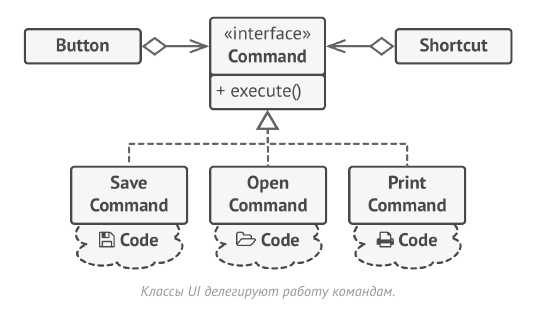 Button
«interface»
Command
Shortcut
+ execute()
Save
Command
Open
Command
Print
Command
Code
Code
Code
Классы UI делегируют работу командам.